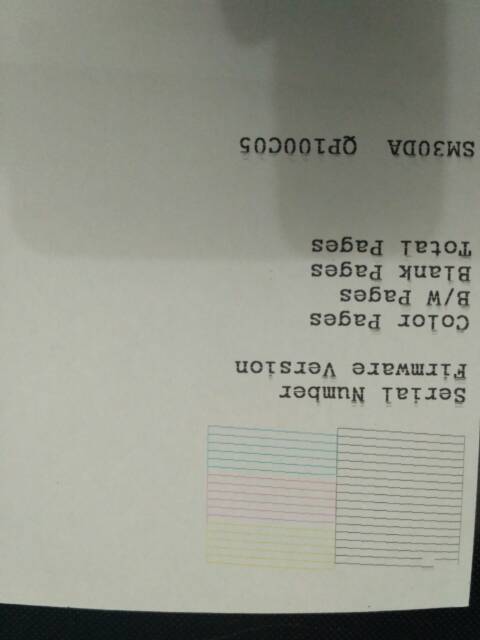 Serial Number
Firmware Version
Color Pages
B/W Pages
Blank Pages
Total Pages
SM30DA QP100C05